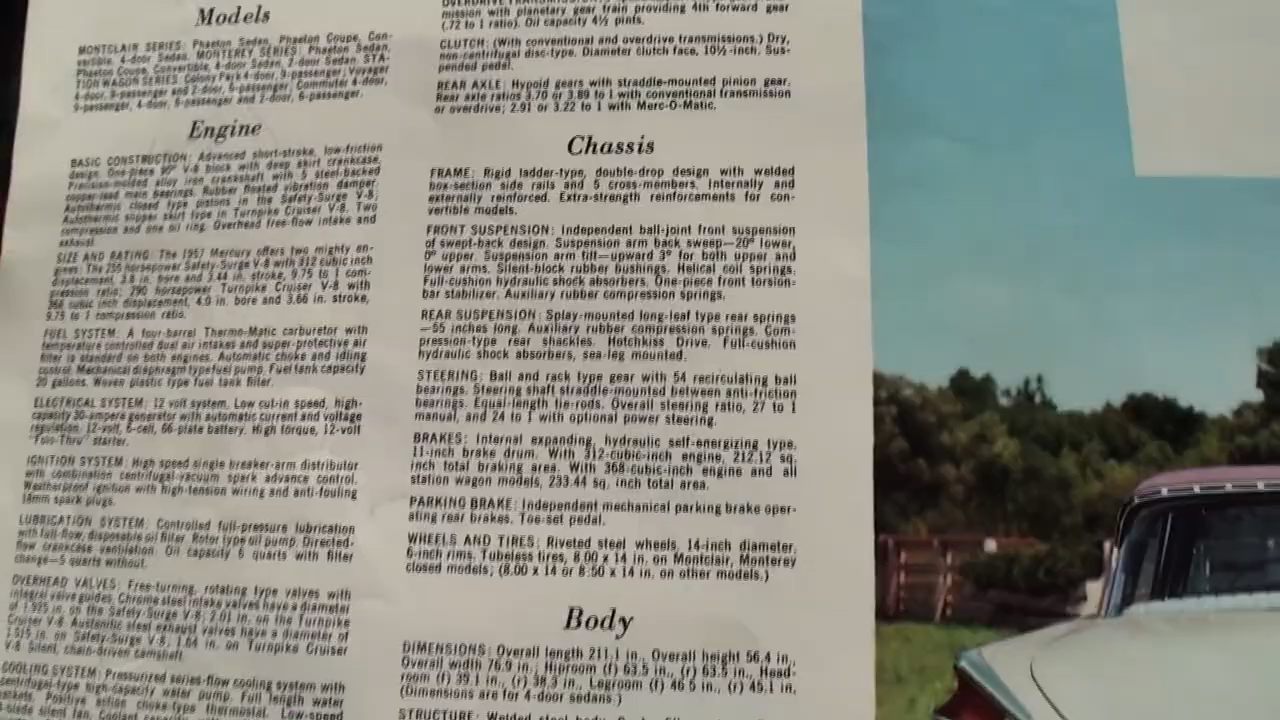 Models
MONTCLAIR SERIES: Phaeton Sedan, Phaeton Coupe, Con-
vertible, 4-door Sedan. MONTEREY SERIES: Phaeton Sedan,
Phaeton Coupe, Convertible, 4-door Sedan, 2-door Sedan. STA-
TION WAGON SERIES: Colony Park 4-door, 9-passenger; Voyager
4-door, 9-passenger and 2-door, 6-passenger; Commuter 4-door,
9-passenger, 4-door, 6-passenger and 2-door, 6-passenger.
Engine
BASIC CONSTRUCTION: Advanced short-stroke, low-friction
design. One-piece 90° V-8 block with deep skirt crankcase.
Precision-molded alloy iron crankshaft with 5 steel-backed
copper-lead main bearings. Rubber floated vibration damper.
Autothermic closed type pistons in the Safety-Surge V-8;
Autothermic slipper skirt type in Turnpike Cruiser V-8. Two
compression and one oil ring. Overhead free-flow intake and
exhaust.
SIZE AND RATING: The 1957 Mercury offers two mighty en-
gines: The 255 horsepower Safety-Surge V-8 with 312 cubic inch
displacement, 3.8 in. bore and 3.44 in. stroke, 9.75 to 1 com-
pression ratio; 290 horsepower Turnpike Cruiser V-8 with
368 cubic inch displacement, 4.0 in. bore and 3.66 in. stroke,
9.75 to 1 compression ratio.
FUEL SYSTEM: A four-barrel Thermo-Matic carburetor with
temperature controlled dual air intakes and super-protective air
filter is standard on both engines. Automatic choke and idling
control. Mechanical diaphragm type fuel pump. Fuel tank capacity
20 gallons. Woven plastic type fuel tank filter.
ELECTRICAL SYSTEM: 12 volt system. Low cut-in speed, high-
capacity 30-ampere generator with automatic current and voltage
regulation. 12-volt, 6-cell, 66-plate battery. High torque, 12-volt
"Folo-Thru" starter.
IGNITION SYSTEM: High speed single breaker-arm distributor
with combination centrifugal-vacuum spark advance control.
Weatherproof ignition with high-tension wiring and anti-fouling
18mm spark plugs.
LUBRICATION SYSTEM: Controlled full-pressure lubrication
with full-flow, disposable oil filter. Rotor type oil pump. Directed-
flow crankcase ventilation. Oil capacity 6 quarts with filter
change—5 quarts without.
OVERHEAD VALVES: Free-turning, rotating type valves with
integral valve guides. Chrome steel intake valves have a diameter
of 1.925 in. on the Safety-Surge V-8; 2.01 in. on the Turnpike
Cruiser V-8. Austenitic steel exhaust valves have a diameter of
1.515 in. on Safety-Surge V-8; 1.64 in. on Turnpike Cruiser
V-8. Silent, chain-driven camshaft.
COOLING SYSTEM: Pressurized series-flow cooling system with
centrifugal-type high-capacity water pump. Full length water
jackets. Positive action choke-type thermostat. Low-speed
silent fan. Coolant
OVERDRIVE TRANSMISSION:
mission with planetary gear train providing 4th forward gear
(.72 to 1 ratio). Oil capacity 4½ pints.
CLUTCH: (With conventional and overdrive transmissions.) Dry,
non-centrifugal disc-type. Diameter clutch face, 10½-inch. Sus-
pended pedal.
REAR AXLE: Hypoid gears with straddle-mounted pinion gear.
Rear axle ratios 3.70 or 3.89 to 1 with conventional transmission
or overdrive; 2.91 or 3.22 to 1 with Merc-O-Matic.
Chassis
FRAME: Rigid ladder-type, double-drop design with welded
box-section side rails and 5 cross-members. Internally and
externally reinforced. Extra-strength reinforcements for con-
vertible models.
FRONT SUSPENSION: Independent ball-joint front suspension
of swept-back design. Suspension arm back sweep—20° lower,
0° upper. Suspension arm tilt—upward 3° for both upper and
lower arms. Silent-block rubber bushings. Helical coil springs.
Full-cushion hydraulic shock absorbers. One-piece front torsion-
bar stabilizer. Auxiliary rubber compression springs.
REAR SUSPENSION: Splay-mounted long-leaf type rear springs
—55 inches long. Auxiliary rubber compression springs. Com-
pression-type rear shackles. Hotchkiss Drive. Full-cushion
hydraulic shock absorbers, sea-leg mounted.
STEERING: Ball and rack type gear with 54 recirculating ball
bearings. Steering shaft straddle-mounted between anti-friction
bearings. Equal-length tie-rods. Overall steering ratio, 27 to 1
manual, and 24 to 1 with optional power steering.
BRAKES: Internal expanding, hydraulic self-energizing type.
11-inch brake drum. With 312-cubic-inch engine, 212.12 sq.
inch total braking area. With 368-cubic-inch engine and all
station wagon models, 233.44 sq. inch total area.
PARKING BRAKE: Independent mechanical parking brake oper-
ating rear brakes. Toe-set pedal.
WHEELS AND TIRES: Riveted steel wheels, 14-inch diameter.
6-inch rims. Tubeless tires, 8.00 x 14 in. on Montclair, Monterey
closed models; (8.00 x 14 or 8:50 x 14 in. on other models.)
Body
DIMENSIONS: Overall length 211.1 in., Overall height 56.4 in.,
Overall width 76.9 in., Hiproom (f) 63.5 in., (r) 63.5 in., Head-
room (f) 39.1 in., (r) 38.3 in., Legroom (f) 46.5 in., (r) 45.1 in.
(Dimensions are for 4-door sedans.)
STRUCTURE: Welded steel body.